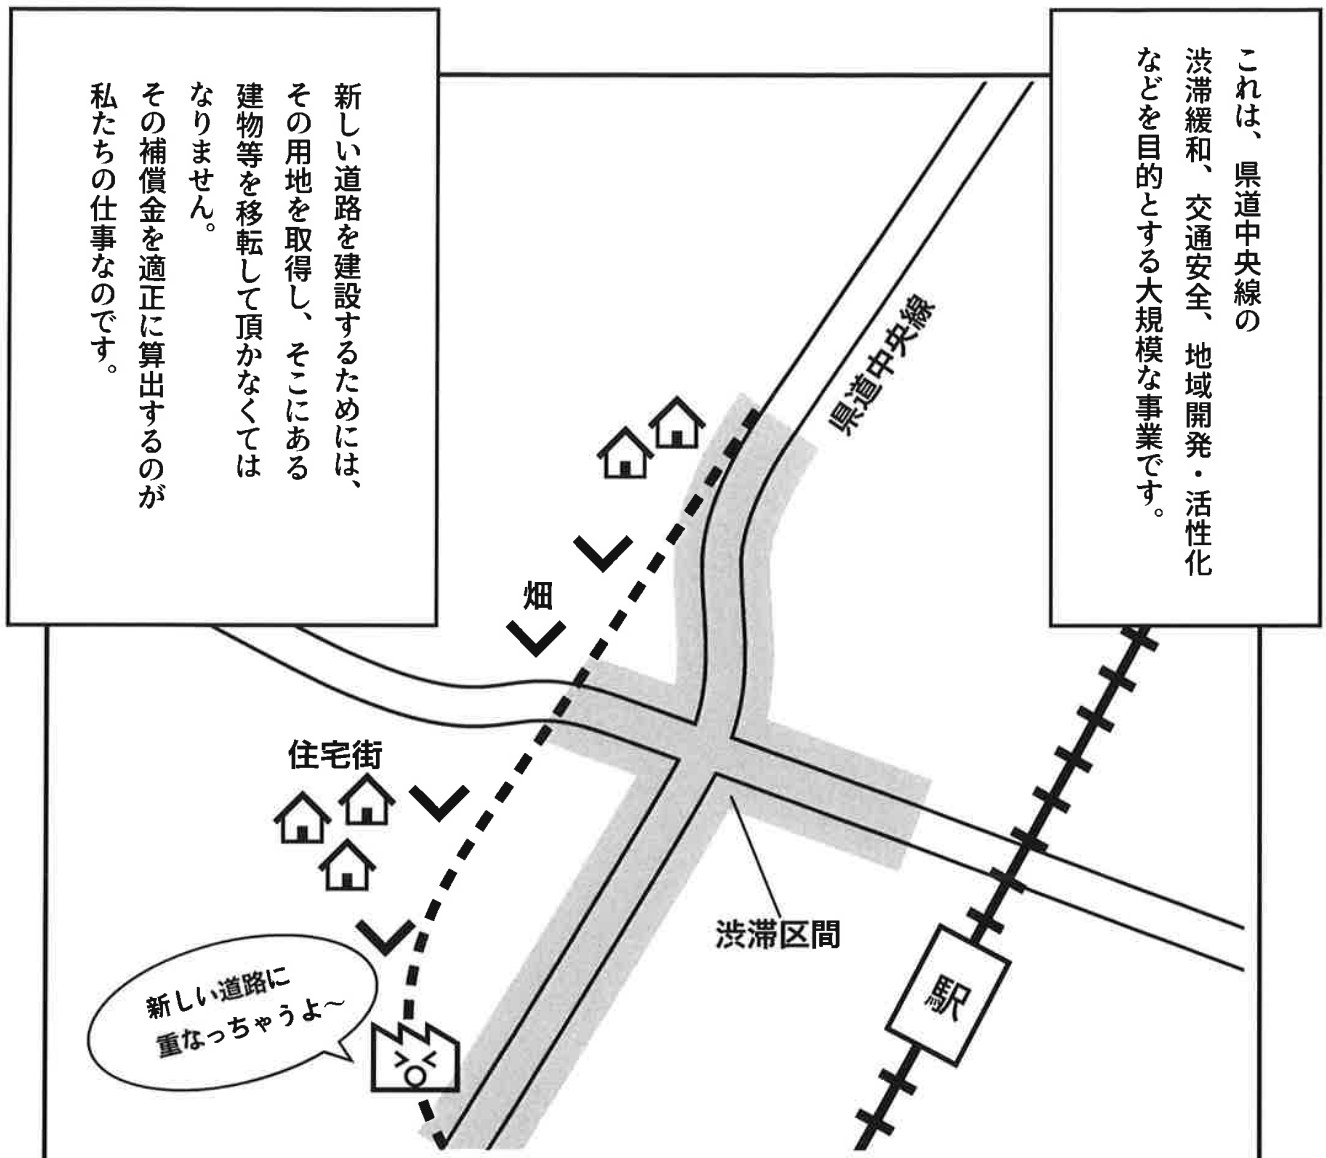 これは、県道中央線の
渋滞緩和、交通安全、地域開発・活性化
などを目的とする大規模な事業です。
県道中央線
新しい道路を建設するためには、
その用地を取得し、そこにある
建物等を移転して頂かなくては
なりません。
その補償金を適正に算出するのが
私たちの仕事なのです。
畑
住宅街
渋滞区間
駅
新しい道路に
重なっちゃうよ〜